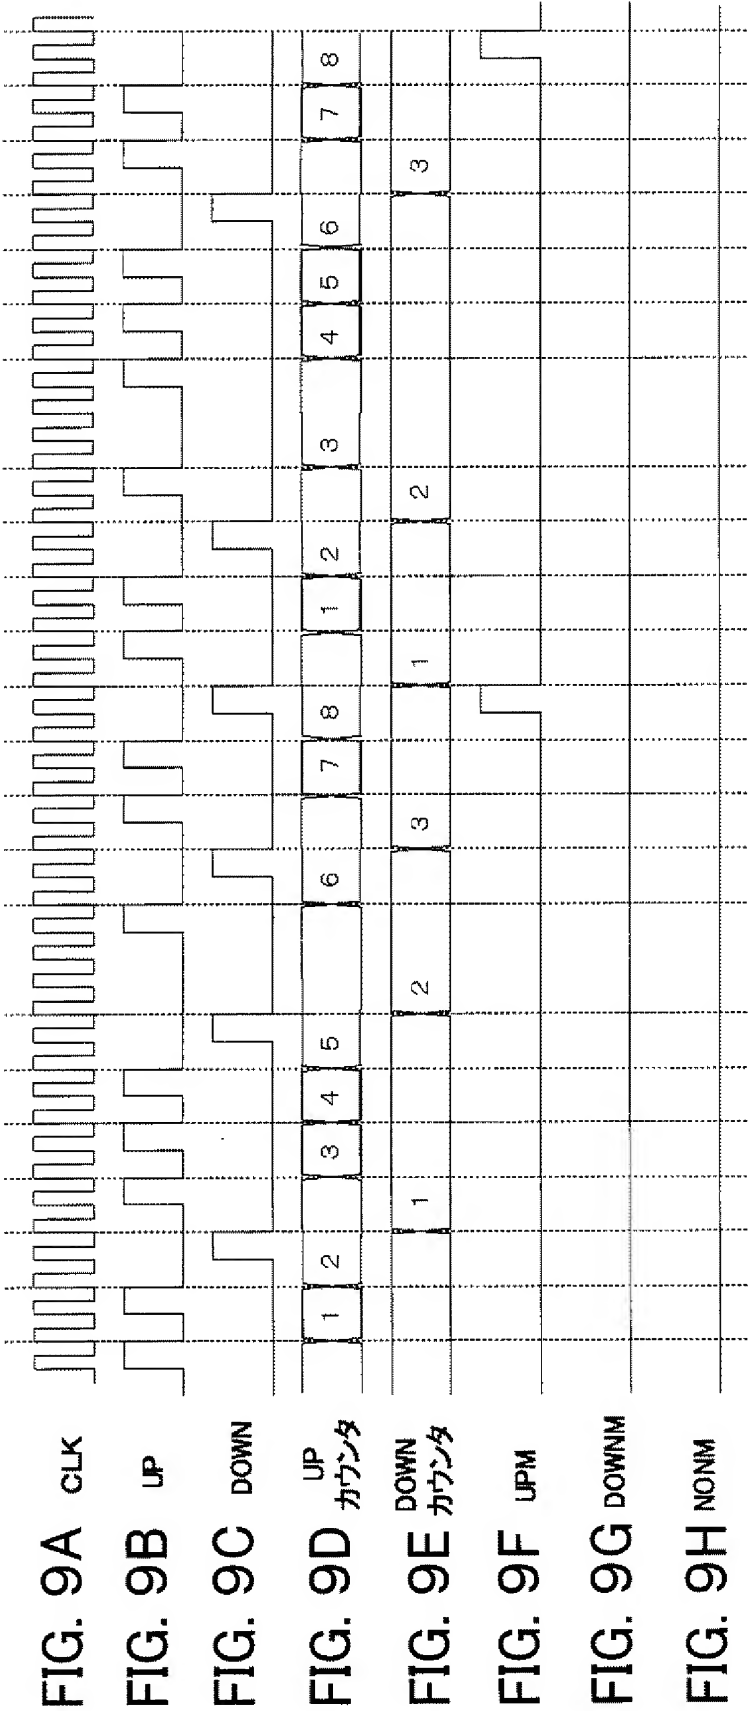 FIG. 9A CLK
FIG. 9B UP
FIG. 9C DOWN
FIG. 9D UP
カウンタ
1 2 3 4 5 6 7 8 1 2 3 4 5 6 7 8
FIG. 9E DOWN
カウンタ
1 2 3 1 2 3
FIG. 9F UPM
FIG. 9G DOWNM
FIG. 9H NONM